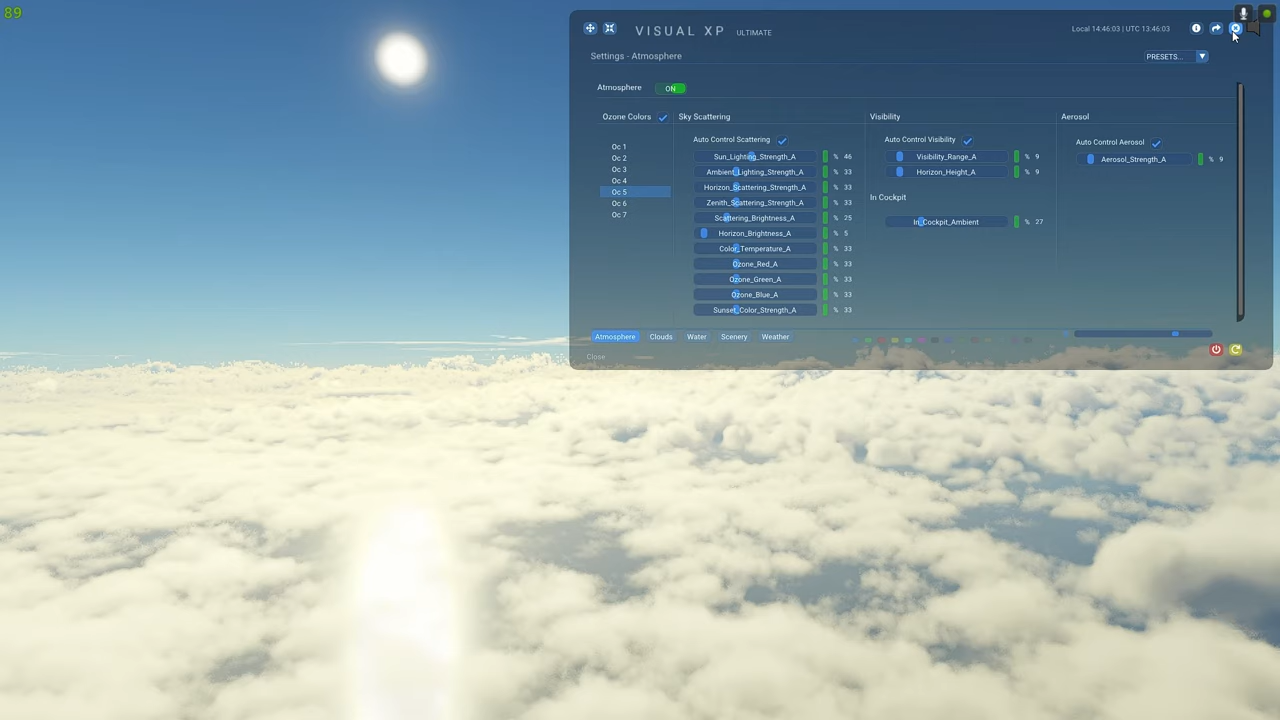 89
VISUAL XP ULTIMATE
Local 14:46:03 | UTC 13:46:03
Settings - Atmosphere
PRESETS...
Atmosphere ON
Ozone Colors
Oc 1
Oc 2
Oc 3
Oc 4
Oc 5
Oc 6
Oc 7
Sky Scattering
Auto Control Scattering
Sun_Lighting_Strength_A % 46
Ambient_Lighting_Strength_A % 33
Horizon_Scattering_Strength_A % 33
Zenith_Scattering_Strength_A % 33
Scattering_Brightness_A % 25
Horizon_Brightness_A % 5
Color_Temperature_A % 33
Ozone_Red_A % 33
Ozone_Green_A % 33
Ozone_Blue_A % 33
Sunset_Color_Strength_A % 33
Visibility
Auto Control Visibility
Visibility_Range_A % 9
Horizon_Height_A % 9
In Cockpit
In_Cockpit_Ambient % 27
Aerosol
Auto Control Aerosol
Aerosol_Strength_A % 9
Atmosphere Clouds Water Scenery Weather
Close